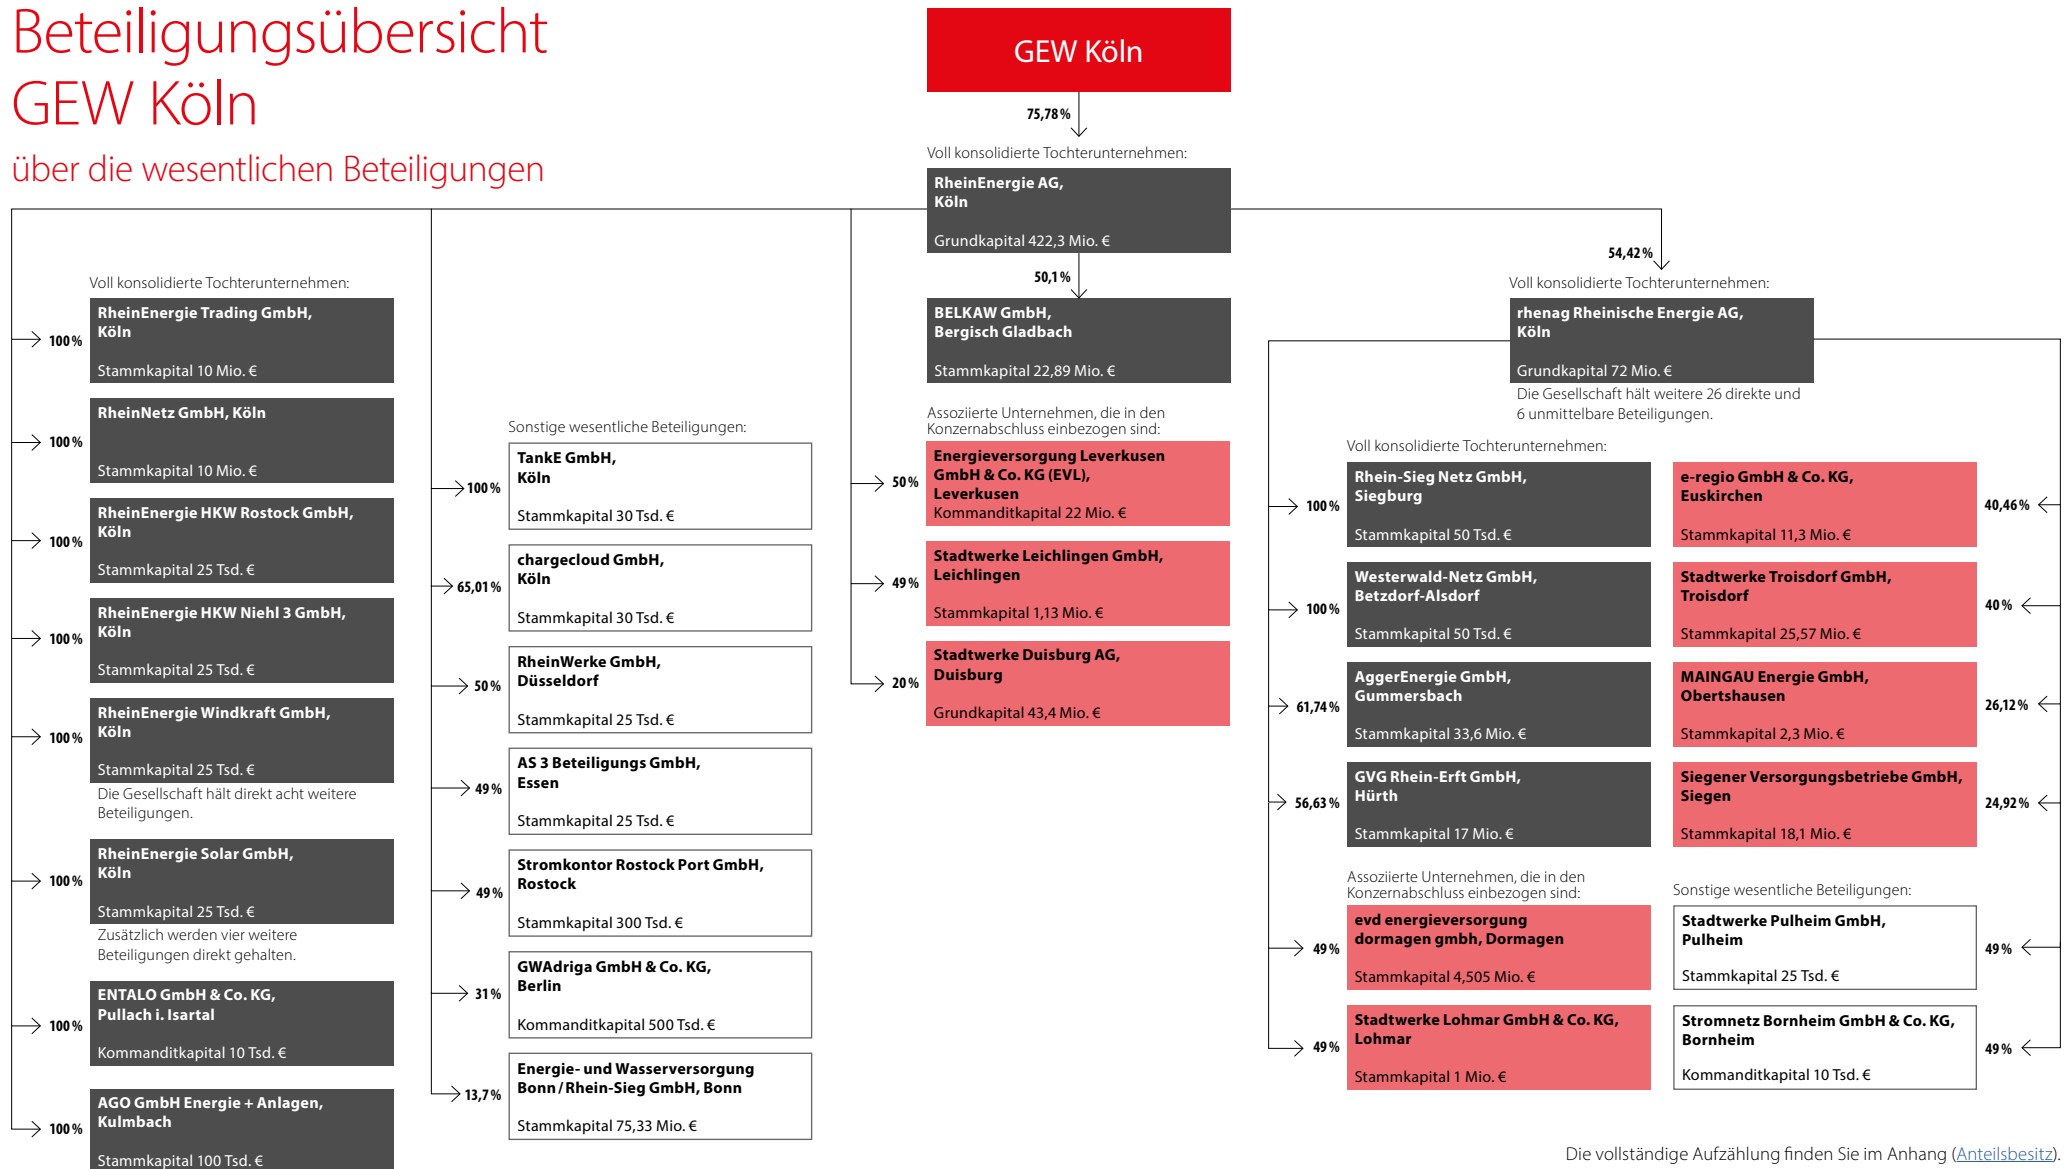 Beteiligungsübersicht
GEW Köln
über die wesentlichen Beteiligungen
GEW Köln
75,78 %
Voll konsolidierte Tochterunternehmen:
RheinEnergie AG,
Köln
Grundkapital 422,3 Mio. €
Voll konsolidierte Tochterunternehmen:
100 %
RheinEnergie Trading GmbH,
Köln
Stammkapital 10 Mio. €
100 %
RheinNetz GmbH, Köln
Stammkapital 10 Mio. €
100 %
RheinEnergie HKW Rostock GmbH,
Köln
Stammkapital 25 Tsd. €
100 %
RheinEnergie HKW Niehl 3 GmbH,
Köln
Stammkapital 25 Tsd. €
100 %
RheinEnergie Windkraft GmbH,
Köln
Stammkapital 25 Tsd. €
Die Gesellschaft hält direkt acht weitere
Beteiligungen.
100 %
RheinEnergie Solar GmbH,
Köln
Stammkapital 25 Tsd. €
Zusätzlich werden vier weitere
Beteiligungen direkt gehalten.
100 %
ENTALO GmbH & Co. KG,
Pullach i. Isartal
Kommanditkapital 10 Tsd. €
100 %
AGO GmbH Energie + Anlagen,
Kulmbach
Stammkapital 100 Tsd. €
Sonstige wesentliche Beteiligungen:
100 %
TankE GmbH,
Köln
Stammkapital 30 Tsd. €
65,01 %
chargecloud GmbH,
Köln
Stammkapital 30 Tsd. €
50 %
RheinWerke GmbH,
Düsseldorf
Stammkapital 25 Tsd. €
49 %
AS 3 Beteiligungs GmbH,
Essen
Stammkapital 25 Tsd. €
49 %
Stromkontor Rostock Port GmbH,
Rostock
Stammkapital 300 Tsd. €
31 %
GWAdriga GmbH & Co. KG,
Berlin
Kommanditkapital 500 Tsd. €
13,7 %
Energie- und Wasserversorgung
Bonn / Rhein-Sieg GmbH, Bonn
Stammkapital 75,33 Mio. €
50,1 %
BELKAW GmbH,
Bergisch Gladbach
Stammkapital 22,89 Mio. €
Assoziierte Unternehmen, die in den
Konzernabschluss einbezogen sind:
50 %
Energieversorgung Leverkusen
GmbH & Co. KG (EVL),
Leverkusen
Kommanditkapital 22 Mio. €
49 %
Stadtwerke Leichlingen GmbH,
Leichlingen
Stammkapital 1,13 Mio. €
20 %
Stadtwerke Duisburg AG,
Duisburg
Grundkapital 43,4 Mio. €
54,42 %
Voll konsolidierte Tochterunternehmen:
rhenag Rheinische Energie AG,
Köln
Grundkapital 72 Mio. €
Die Gesellschaft hält weitere 26 direkte und
6 unmittelbare Beteiligungen.
Voll konsolidierte Tochterunternehmen:
100 %
Rhein-Sieg Netz GmbH,
Siegburg
Stammkapital 50 Tsd. €
100 %
Westerwald-Netz GmbH,
Betzdorf-Alsdorf
Stammkapital 50 Tsd. €
61,74 %
AggerEnergie GmbH,
Gummersbach
Stammkapital 33,6 Mio. €
56,63 %
GVG Rhein-Erft GmbH,
Hürth
Stammkapital 17 Mio. €
Assoziierte Unternehmen, die in den
Konzernabschluss einbezogen sind:
49 %
evd energieversorgung
dormagen gmbh, Dormagen
Stammkapital 4,505 Mio. €
49 %
Stadtwerke Lohmar GmbH & Co. KG,
Lohmar
Stammkapital 1 Mio. €
e-regio GmbH & Co. KG,
Euskirchen
Stammkapital 11,3 Mio. €
40,46 %
Stadtwerke Troisdorf GmbH,
Troisdorf
Stammkapital 25,57 Mio. €
40 %
MAINGAU Energie GmbH,
Obertshausen
Stammkapital 2,3 Mio. €
26,12 %
Siegener Versorgungsbetriebe GmbH,
Siegen
Stammkapital 18,1 Mio. €
24,92 %
Sonstige wesentliche Beteiligungen:
Stadtwerke Pulheim GmbH,
Pulheim
Stammkapital 25 Tsd. €
49 %
Stromnetz Bornheim GmbH & Co. KG,
Bornheim
Kommanditkapital 10 Tsd. €
49 %
Die vollständige Aufzählung finden Sie im Anhang (Anteilsbesitz).